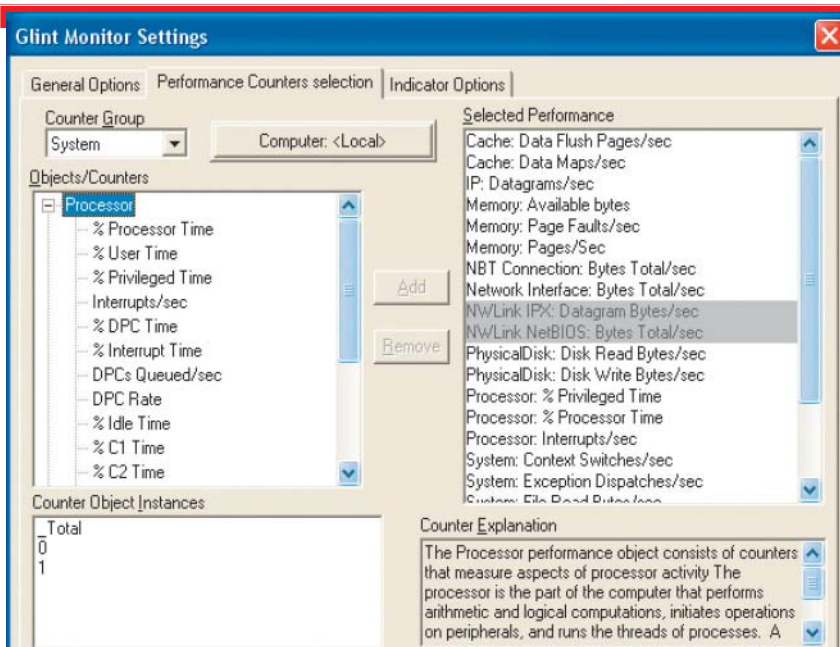 Glint Monitor Settings
General Options
Performance Counters selection
Indicator Options
Counter Group
System
Computer: <Local>
Objects/Counters
Processor
% Processor Time
% User Time
% Privileged Time
Interrupts/sec
% DPC Time
% Interrupt Time
DPCs Queued/sec
DPC Rate
% Idle Time
% C1 Time
% C2 Time
Add
Remove
Selected Performance
Cache: Data Flush Pages/sec
Cache: Data Maps/sec
IP: Datagrams/sec
Memory: Available bytes
Memory: Page Faults/sec
Memory: Pages/Sec
NBT Connection: Bytes Total/sec
Network Interface: Bytes Total/sec
NWLink IPX: Datagram Bytes/sec
NWLink NetBIOS: Bytes Total/sec
PhysicalDisk: Disk Read Bytes/sec
PhysicalDisk: Disk Write Bytes/sec
Processor: % Privileged Time
Processor: % Processor Time
Processor: Interrupts/sec
System: Context Switches/sec
System: Exception Dispatches/sec
System: File Read Bytes/sec
Counter Object Instances
_Total
0
1
Counter Explanation
The Processor performance object consists of counters
that measure aspects of processor activity The
processor is the part of the computer that performs
arithmetic and logical computations, initiates operations
on peripherals, and runs the threads of processes. A